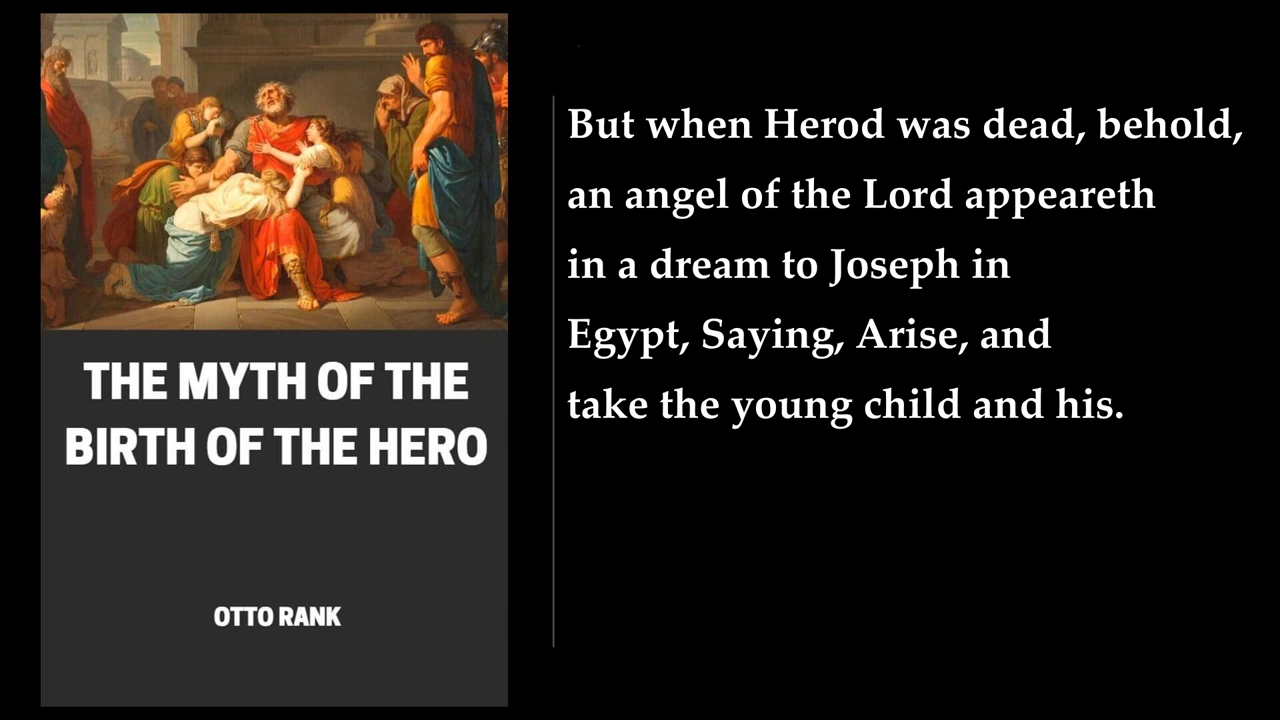 THE MYTH OF THE
BIRTH OF THE HERO
OTTO RANK
But when Herod was dead, behold,
an angel of the Lord appeareth
in a dream to Joseph in
Egypt, Saying, Arise, and
take the young child and his.